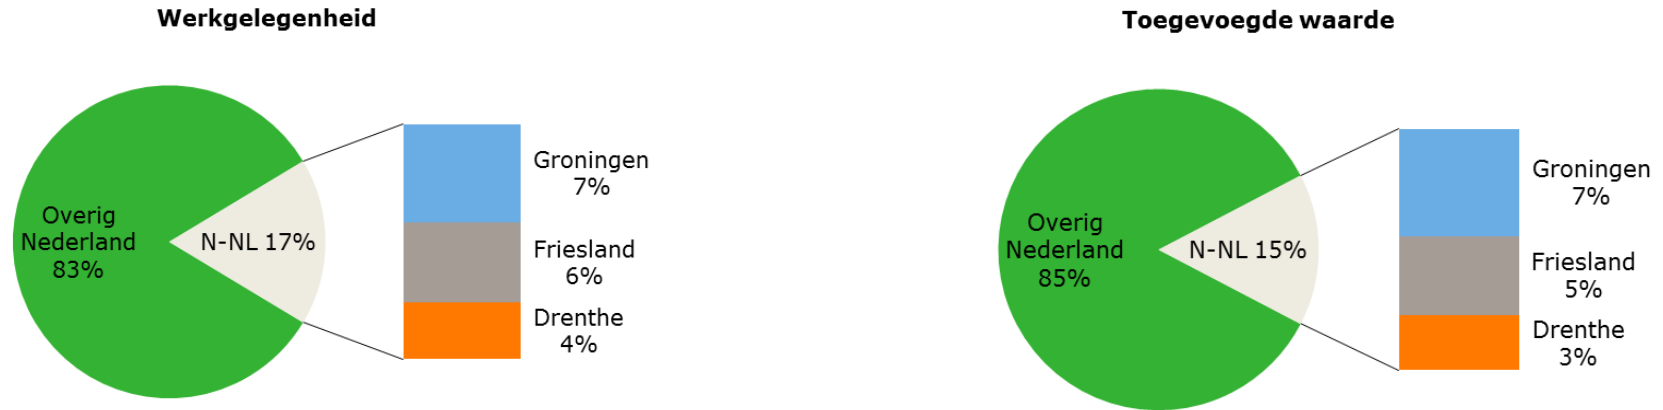 Werkgelegenheid
Overig
Nederland
83%
N-NL 17%
Groningen
7%
Friesland
6%
Drenthe
4%
Toegevoegde waarde
Overig
Nederland
85%
N-NL 15%
Groningen
7%
Friesland
5%
Drenthe
3%